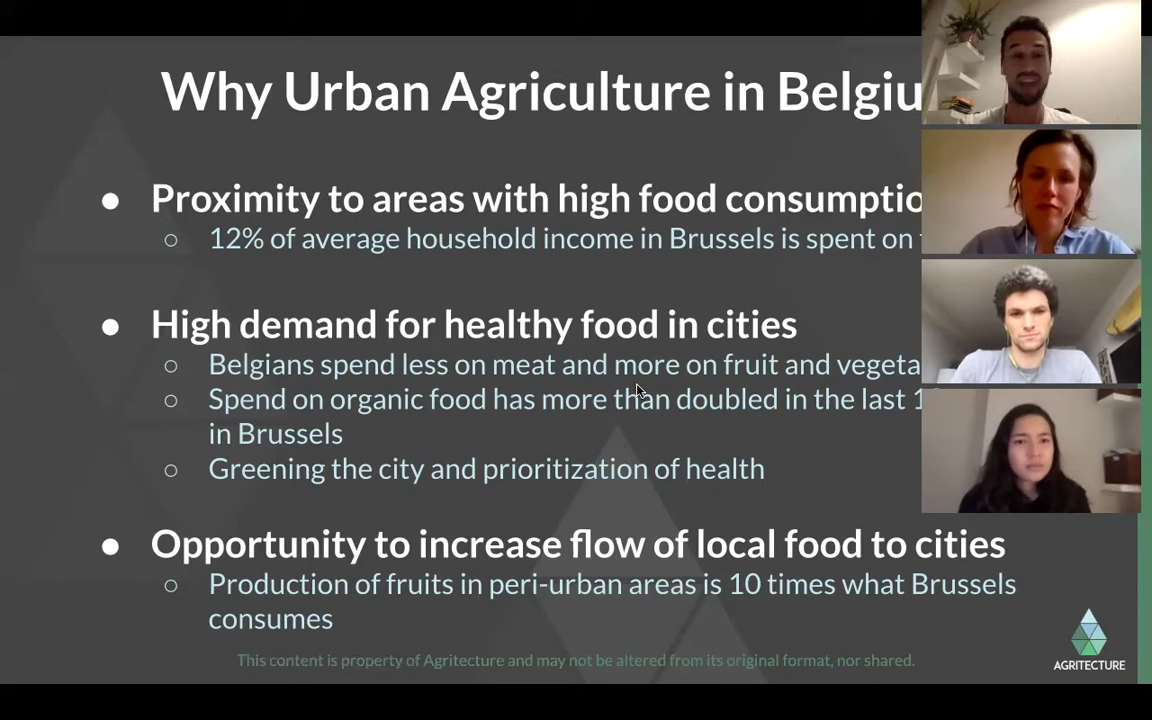 Why Urban Agriculture in Belgiu
● Proximity to areas with high food consumptio
○ 12% of average household income in Brussels is spent on
● High demand for healthy food in cities
○ Belgians spend less on meat and more on fruit and vegeta
○ Spend on organic food has more than doubled in the last 1
in Brussels
○ Greening the city and prioritization of health
● Opportunity to increase flow of local food to cities
○ Production of fruits in peri-urban areas is 10 times what Brussels
consumes
This content is property of Agritecture and may not be altered from its original format, nor shared.
AGRITECTURE